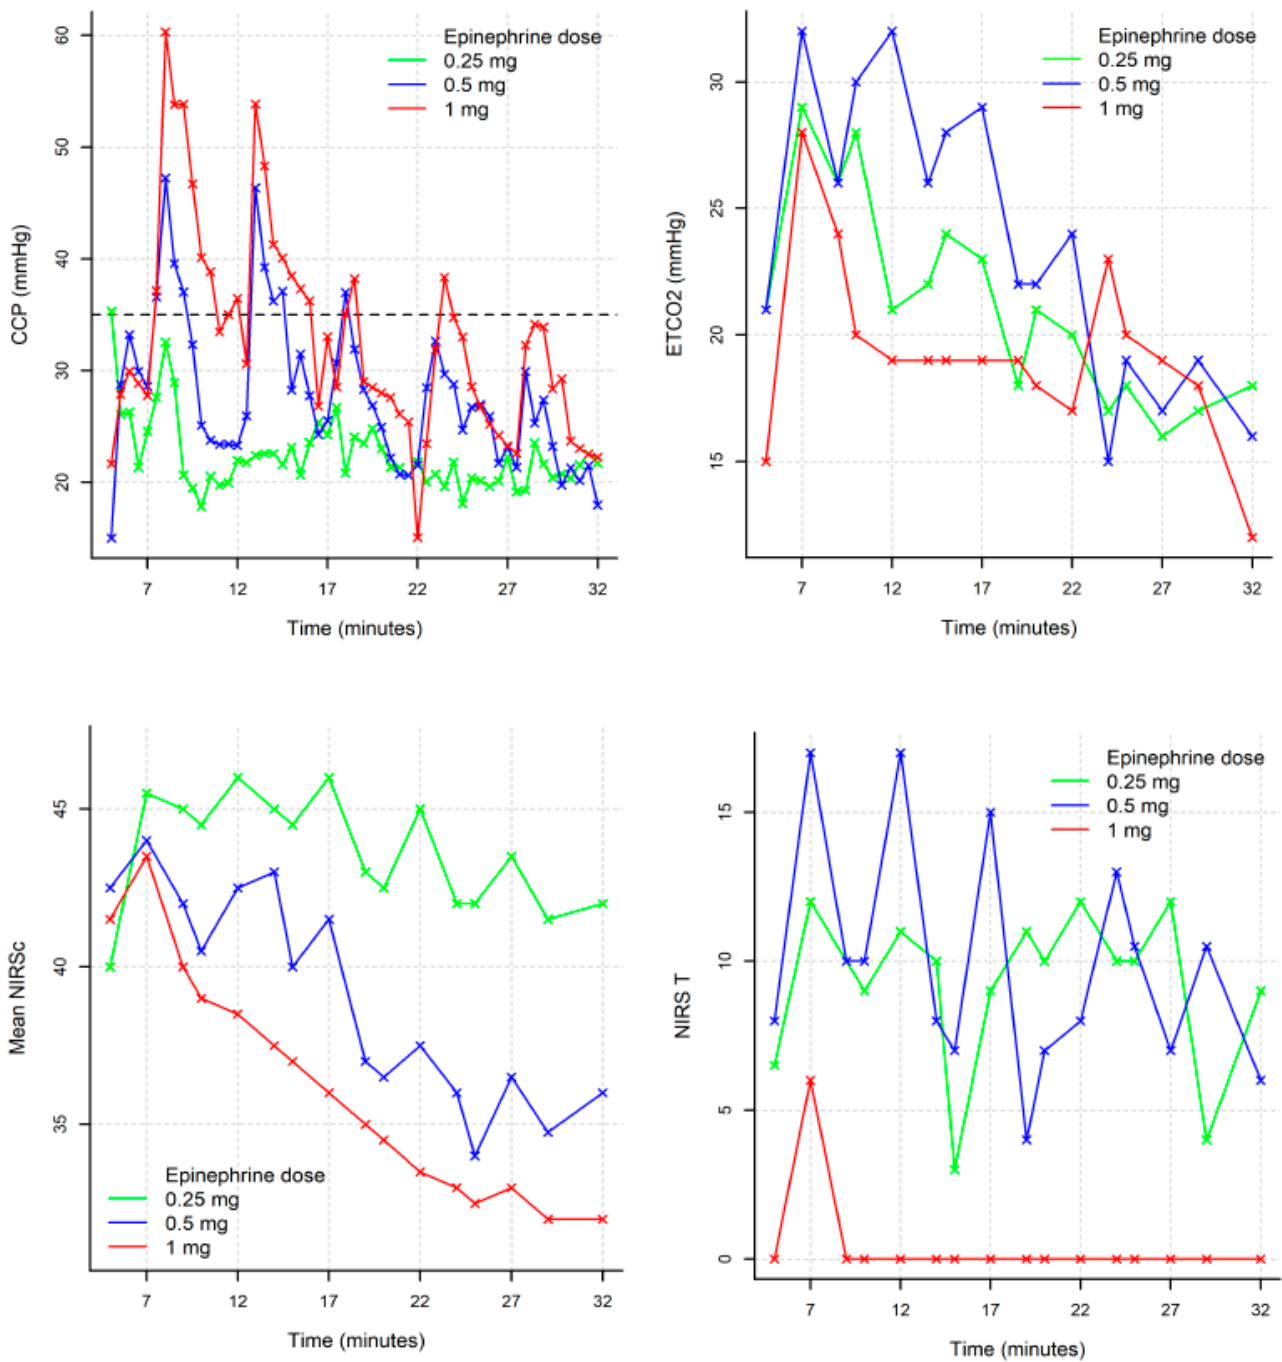 60
50
40
30
20
CCP (mmHg)
Epinephrine dose
0.25 mg
0.5 mg
1 mg
7 12 17 22 27 32
Time (minutes)
30
25
20
15
ETCO2 (mmHg)
Epinephrine dose
0.25 mg
0.5 mg
1 mg
7 12 17 22 27 32
Time (minutes)
45
40
35
Mean NIRSc
Epinephrine dose
0.25 mg
0.5 mg
1 mg
7 12 17 22 27 32
Time (minutes)
15
10
5
0
NIRS T
Epinephrine dose
0.25 mg
0.5 mg
1 mg
7 12 17 22 27 32
Time (minutes)